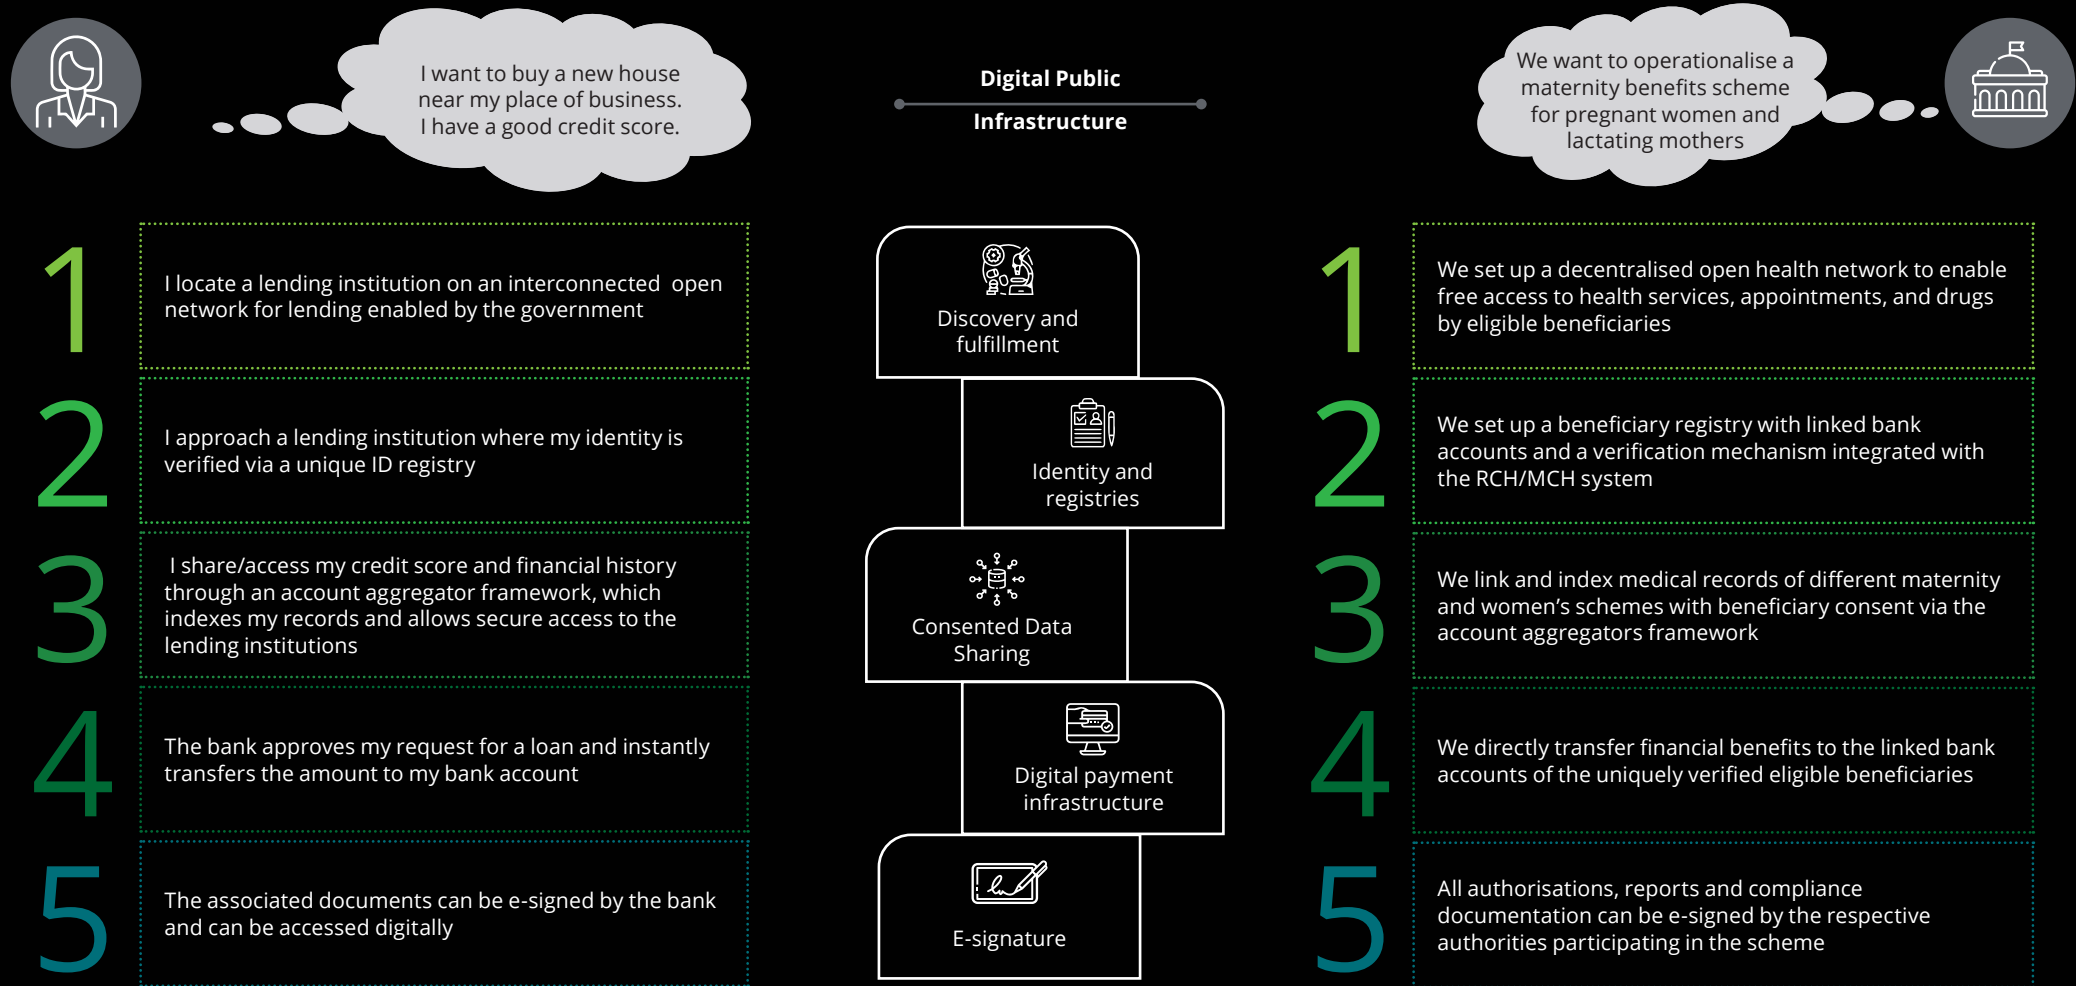 I want to buy a new house
near my place of business.
I have a good credit score.
Digital Public
Infrastructure
We want to operationalise a
maternity benefits scheme
for pregnant women and
lactating mothers
1
I locate a lending institution on an interconnected open
network for lending enabled by the government
Discovery and
fulfillment
1
We set up a decentralised open health network to enable
free access to health services, appointments, and drugs
by eligible beneficiaries
2
I approach a lending institution where my identity is
verified via a unique ID registry
Identity and
registries
2
We set up a beneficiary registry with linked bank
accounts and a verification mechanism integrated with
the RCH/MCH system
3
I share/access my credit score and financial history
through an account aggregator framework, which
indexes my records and allows secure access to the
lending institutions
Consented Data
Sharing
3
We link and index medical records of different maternity
and women’s schemes with beneficiary consent via the
account aggregators framework
4
The bank approves my request for a loan and instantly
transfers the amount to my bank account
Digital payment
infrastructure
4
We directly transfer financial benefits to the linked bank
accounts of the uniquely verified eligible beneficiaries
5
The associated documents can be e-signed by the bank
and can be accessed digitally
E-signature
5
All authorisations, reports and compliance
documentation can be e-signed by the respective
authorities participating in the scheme